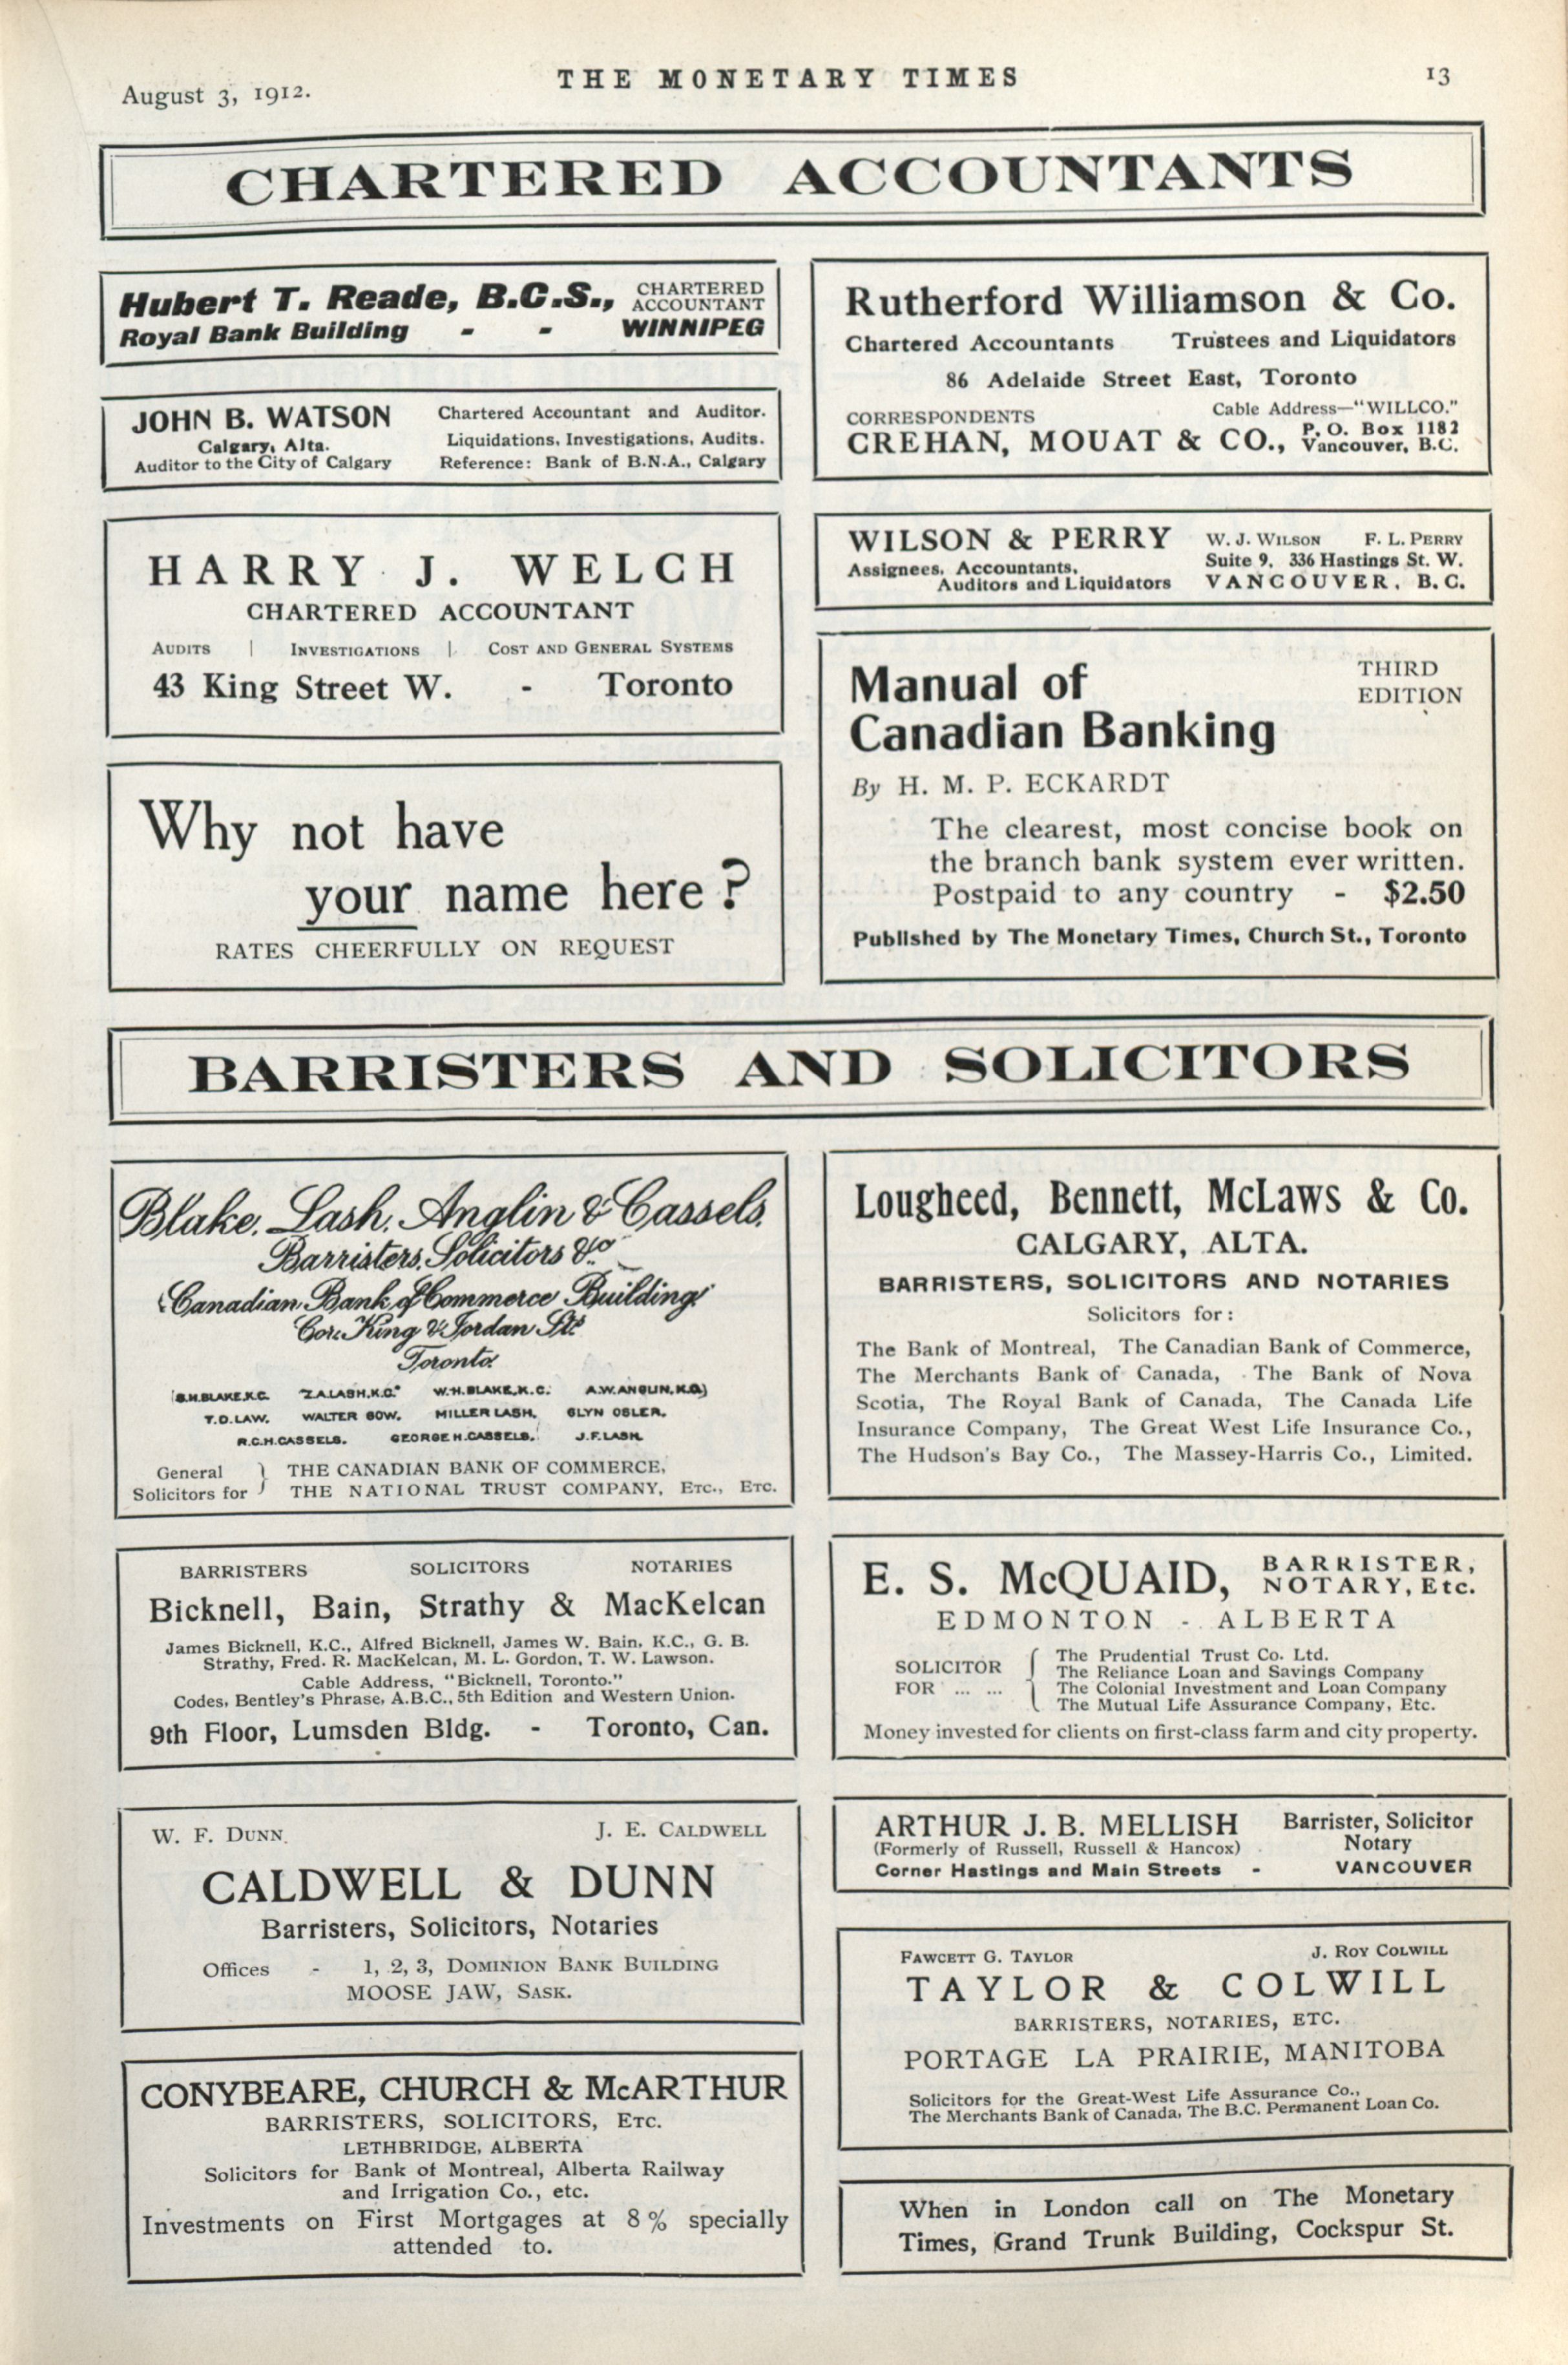 August 3, 1912.
THE MONETARY TIMES
13
CHARTERED ACCOUNTANTS
Hubert T. Reade, B.C.S., CHARTERED ACCOUNTANT
Royal Bank Building - - WINNIPEG
JOHN B. WATSON
Calgary, Alta.
Auditor to the City of Calgary
Chartered Accountant and Auditor.
Liquidations, Investigations, Audits.
Reference: Bank of B.N.A., Calgary
HARRY J. WELCH
CHARTERED ACCOUNTANT
AUDITS | INVESTIGATIONS | COST AND GENERAL SYSTEMS
43 King Street W. - Toronto
Why not have
your name here?
RATES CHEERFULLY ON REQUEST
Rutherford Williamson & Co.
Chartered Accountants Trustees and Liquidators
86 Adelaide Street East, Toronto
CORRESPONDENTS Cable Address—"WILLCO."
CREHAN, MOUAT & CO., P. O. Box 1182
Vancouver, B.C.
WILSON & PERRY
Assignees, Accountants,
Auditors and Liquidators
W. J. WILSON F. L. PERRY
Suite 9, 336 Hastings St. W.
VANCOUVER, B.C.
Manual of
Canadian Banking
THIRD
EDITION
By H. M. P. ECKARDT
The clearest, most concise book on
the branch bank system ever written.
Postpaid to any country - $2.50
Published by The Monetary Times, Church St., Toronto
BARRISTERS AND SOLICITORS
Blake, Lash, Anglin & Cassels,
Barristers, Solicitors &c
Canadian Bank of Commerce Building
Cor. King & Jordan Sts
Toronto.
S.H.BLAKE,K.C. Z.A.LASH,K.C. W.H.BLAKE,K.C. A.W.ANGLIN,K.C.
T.D.LAW. WALTER GOW. MILLER LASH. GLYN OSLER.
R.C.H.CASSELS. GEORGE H.CASSELS. J.F.LASH.
General
Solicitors for } THE CANADIAN BANK OF COMMERCE,
THE NATIONAL TRUST COMPANY, ETC., ETC.
BARRISTERS SOLICITORS NOTARIES
Bicknell, Bain, Strathy & MacKelcan
James Bicknell, K.C., Alfred Bicknell, James W. Bain, K.C., G. B.
Strathy, Fred. R. MacKelcan, M. L. Gordon, T. W. Lawson.
Cable Address, "Bicknell, Toronto."
Codes, Bentley's Phrase, A.B.C., 5th Edition and Western Union.
9th Floor, Lumsden Bldg. - Toronto, Can.
W. F. DUNN. J. E. CALDWELL
CALDWELL & DUNN
Barristers, Solicitors, Notaries
Offices - 1, 2, 3, DOMINION BANK BUILDING
MOOSE JAW, SASK.
CONYBEARE, CHURCH & McARTHUR
BARRISTERS, SOLICITORS, ETC.
LETHBRIDGE, ALBERTA
Solicitors for Bank of Montreal, Alberta Railway
and Irrigation Co., etc.
Investments on First Mortgages at 8% specially
attended to.
Lougheed, Bennett, McLaws & Co.
CALGARY, ALTA.
BARRISTERS, SOLICITORS AND NOTARIES
Solicitors for:
The Bank of Montreal, The Canadian Bank of Commerce,
The Merchants Bank of Canada, The Bank of Nova
Scotia, The Royal Bank of Canada, The Canada Life
Insurance Company, The Great West Life Insurance Co.,
The Hudson's Bay Co., The Massey-Harris Co., Limited.
E. S. McQUAID, BARRISTER,
NOTARY, Etc.
EDMONTON - ALBERTA
SOLICITOR
FOR ... ...
The Prudential Trust Co. Ltd.
The Reliance Loan and Savings Company
The Colonial Investment and Loan Company
The Mutual Life Assurance Company, Etc.
Money invested for clients on first-class farm and city property.
ARTHUR J. B. MELLISH Barrister, Solicitor
(Formerly of Russell, Russell & Hancox) Notary
Corner Hastings and Main Streets - VANCOUVER
FAWCETT G. TAYLOR J. ROY COLWILL
TAYLOR & COLWILL
BARRISTERS, NOTARIES, ETC.
PORTAGE LA PRAIRIE, MANITOBA
Solicitors for the Great-West Life Assurance Co.,
The Merchants Bank of Canada, The B.C. Permanent Loan Co.
When in London call on The Monetary
Times, Grand Trunk Building, Cockspur St.